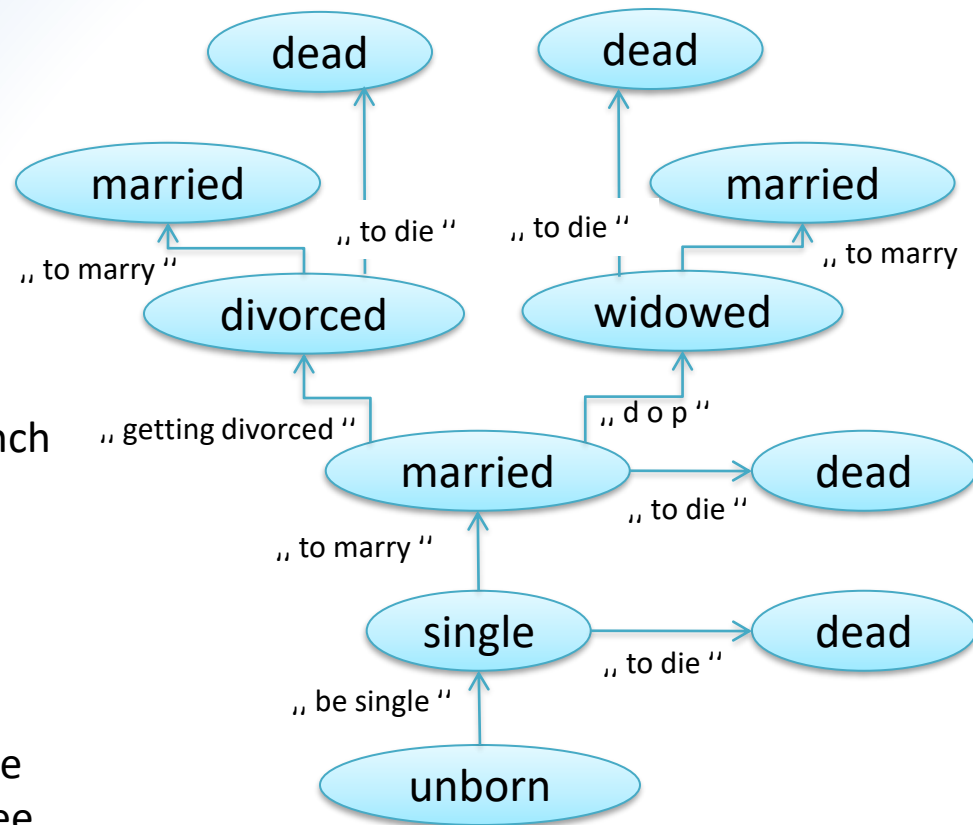 dead
dead
married
married
,, to die ‘‘
,, to die ‘‘
,, to marry ‘‘
,, to marry
divorced
widowed
,, getting divorced ‘‘
,, d o p ‘‘
married
dead
,, to die ‘‘
,, to marry ‘‘
single
dead
,, to die ‘‘
,, be single ‘‘
unborn